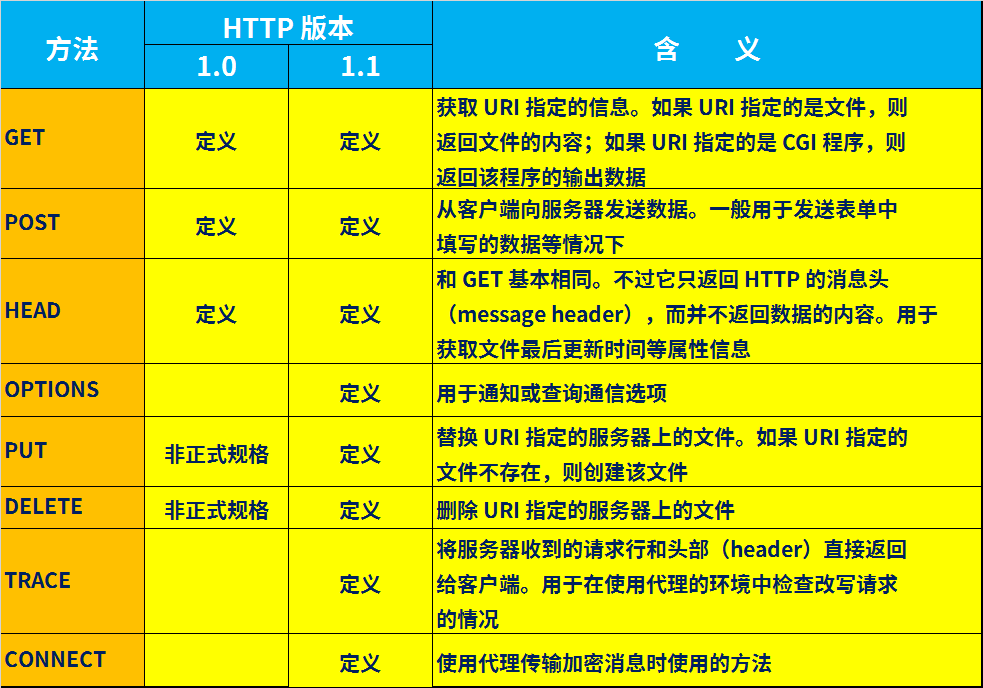 方法
HTTP 版本
1.0
1.1
含 义
GET
定义
定义
获取 URI 指定的信息。如果 URI 指定的是文件，则
返回文件的内容；如果 URI 指定的是 CGI 程序，则
返回该程序的输出数据
POST
定义
定义
从客户端向服务器发送数据。一般用于发送表单中
填写的数据等情况下
HEAD
定义
定义
和 GET 基本相同。不过它只返回 HTTP 的消息头
（message header），而并不返回数据的内容。用于
获取文件最后更新时间等属性信息
OPTIONS
定义
用于通知或查询通信选项
PUT
非正式规格
定义
替换 URI 指定的服务器上的文件。如果 URI 指定的
文件不存在，则创建该文件
DELETE
非正式规格
定义
删除 URI 指定的服务器上的文件
TRACE
定义
将服务器收到的请求行和头部（header）直接返回
给客户端。用于在使用代理的环境中检查改写请求
的情况
CONNECT
定义
使用代理传输加密消息时使用的方法